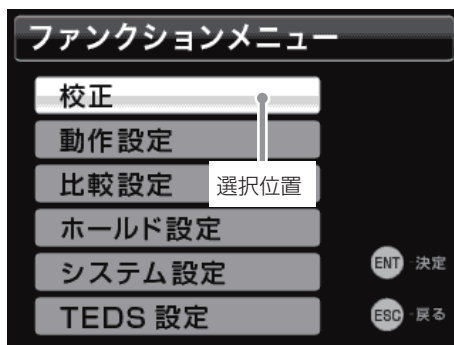 ファンクションメニュー
校正
動作設定
比較設定
選択位置
ホールド設定
システム設定
TEDS 設定
ENT -決定
ESC -戻る